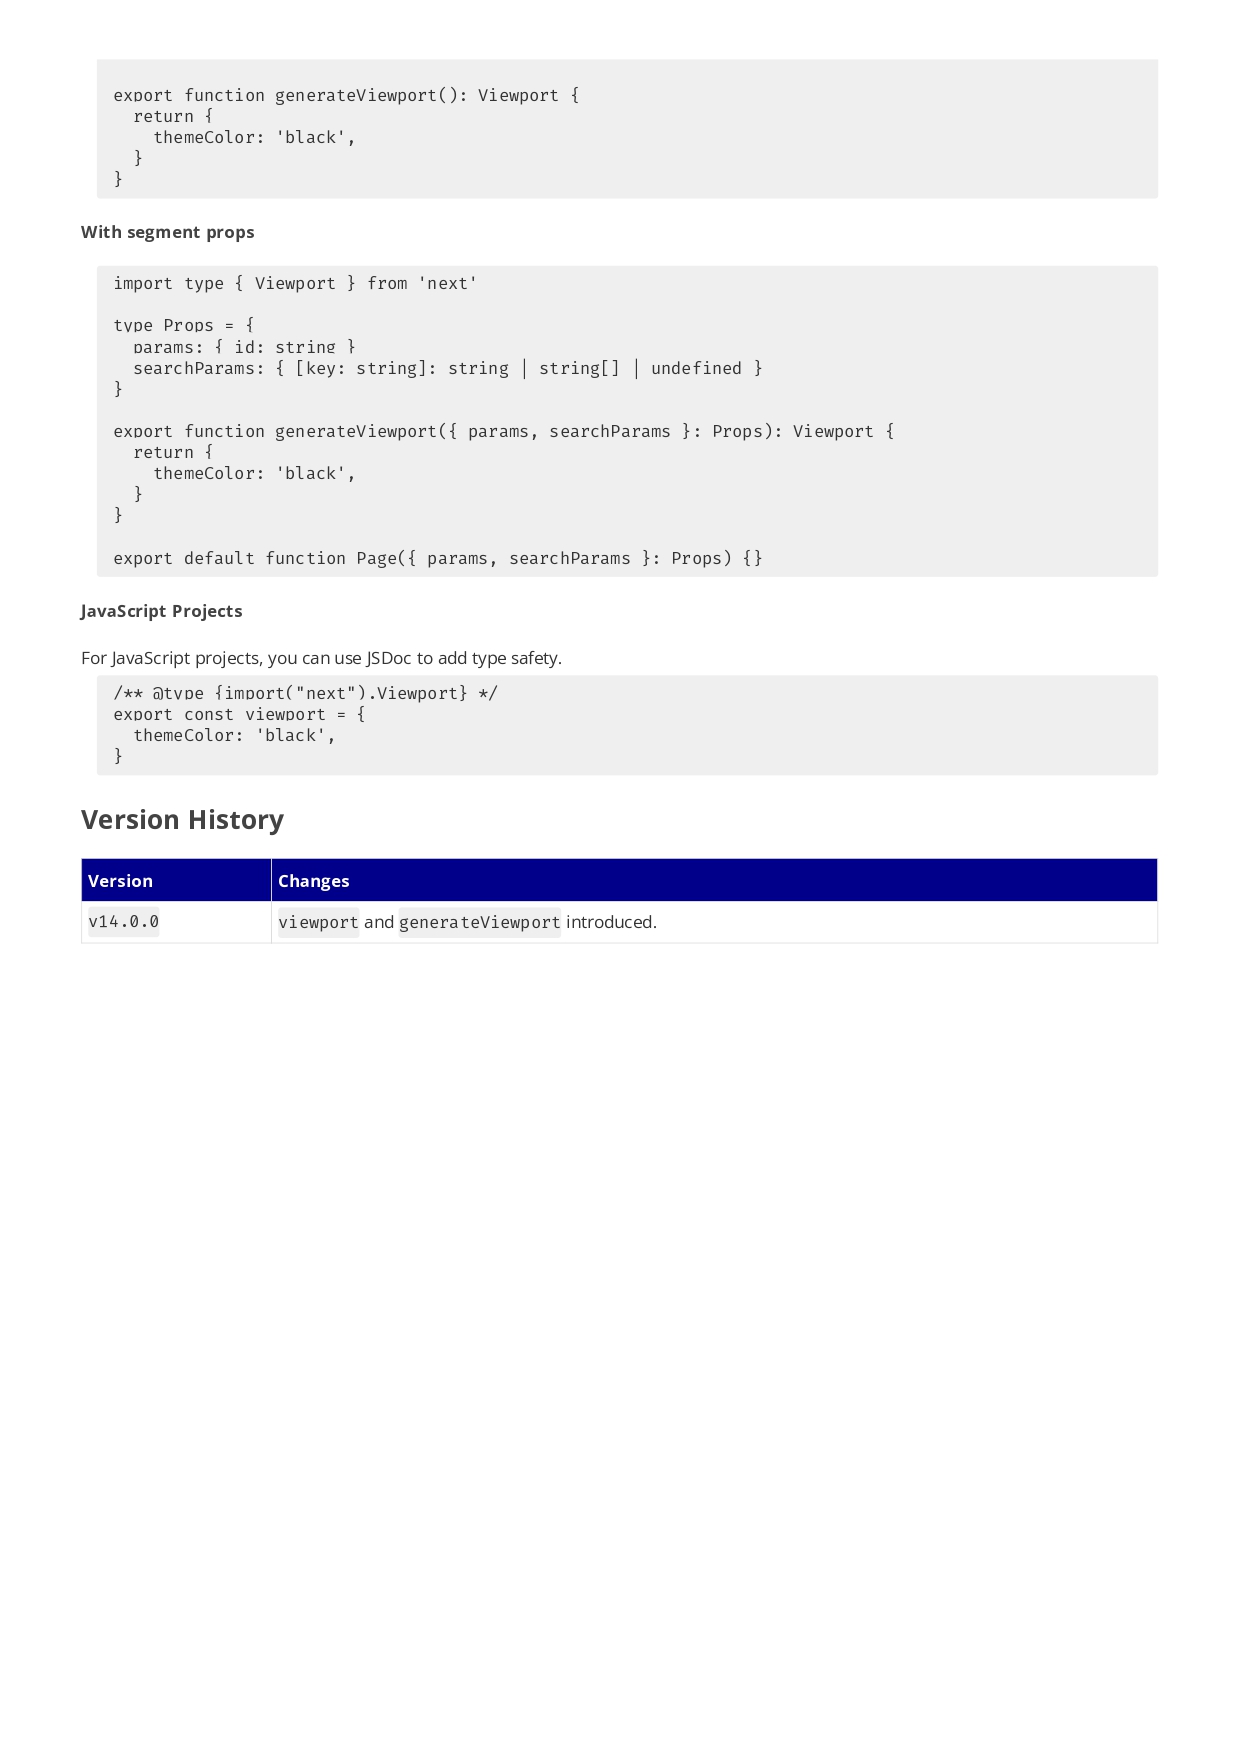 export function generateViewport(): Viewport {
  return {
    themeColor: 'black',
  }
}
With segment props
import type { Viewport } from 'next'
type Props = {
  params: { id: string }
  searchParams: { [key: string]: string | string[] | undefined }
}
export function generateViewport({ params, searchParams }: Props): Viewport {
  return {
    themeColor: 'black',
  }
}
export default function Page({ params, searchParams }: Props) {}
JavaScript Projects
For JavaScript projects, you can use JSDoc to add type safety.
/** @type {import("next").Viewport} */
export const viewport = {
  themeColor: 'black',
}
Version History
Version Changes
v14.0.0 viewport and generateViewport introduced.